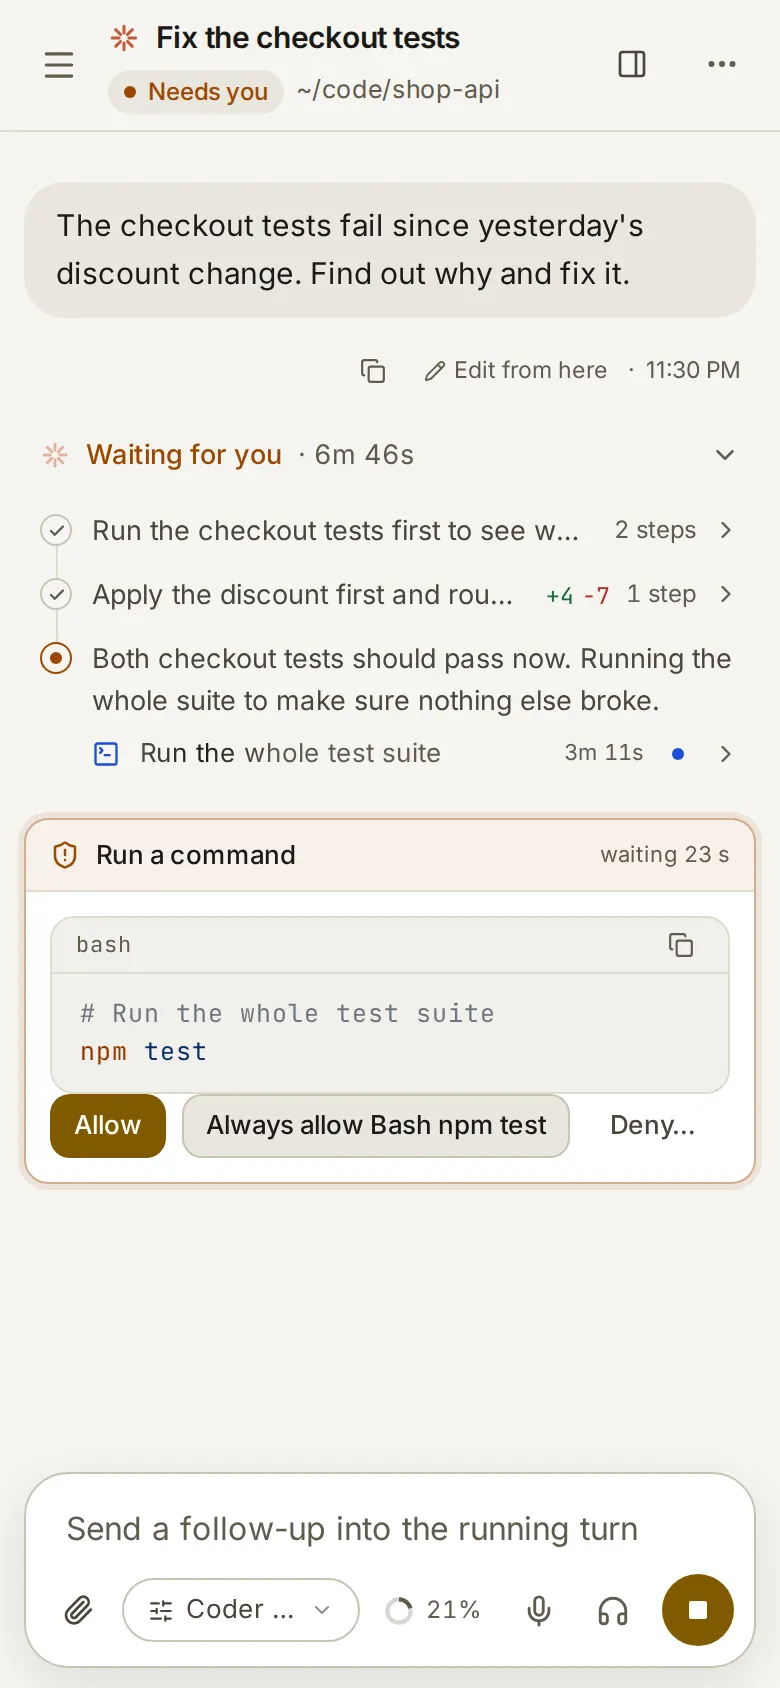 Fix the checkout tests
Needs you ~/code/shop-api
The checkout tests fail since yesterday's
discount change. Find out why and fix it.
Edit from here · 11:30 PM
Waiting for you · 6m 46s
Run the checkout tests first to see w... 2 steps
Apply the discount first and rou... +4 -7 1 step
Both checkout tests should pass now. Running the
whole suite to make sure nothing else broke.
Run the whole test suite 3m 11s
Run a command waiting 23 s
bash
# Run the whole test suite
npm test
Allow Always allow Bash npm test Deny...
Send a follow-up into the running turn
Coder ... 21%